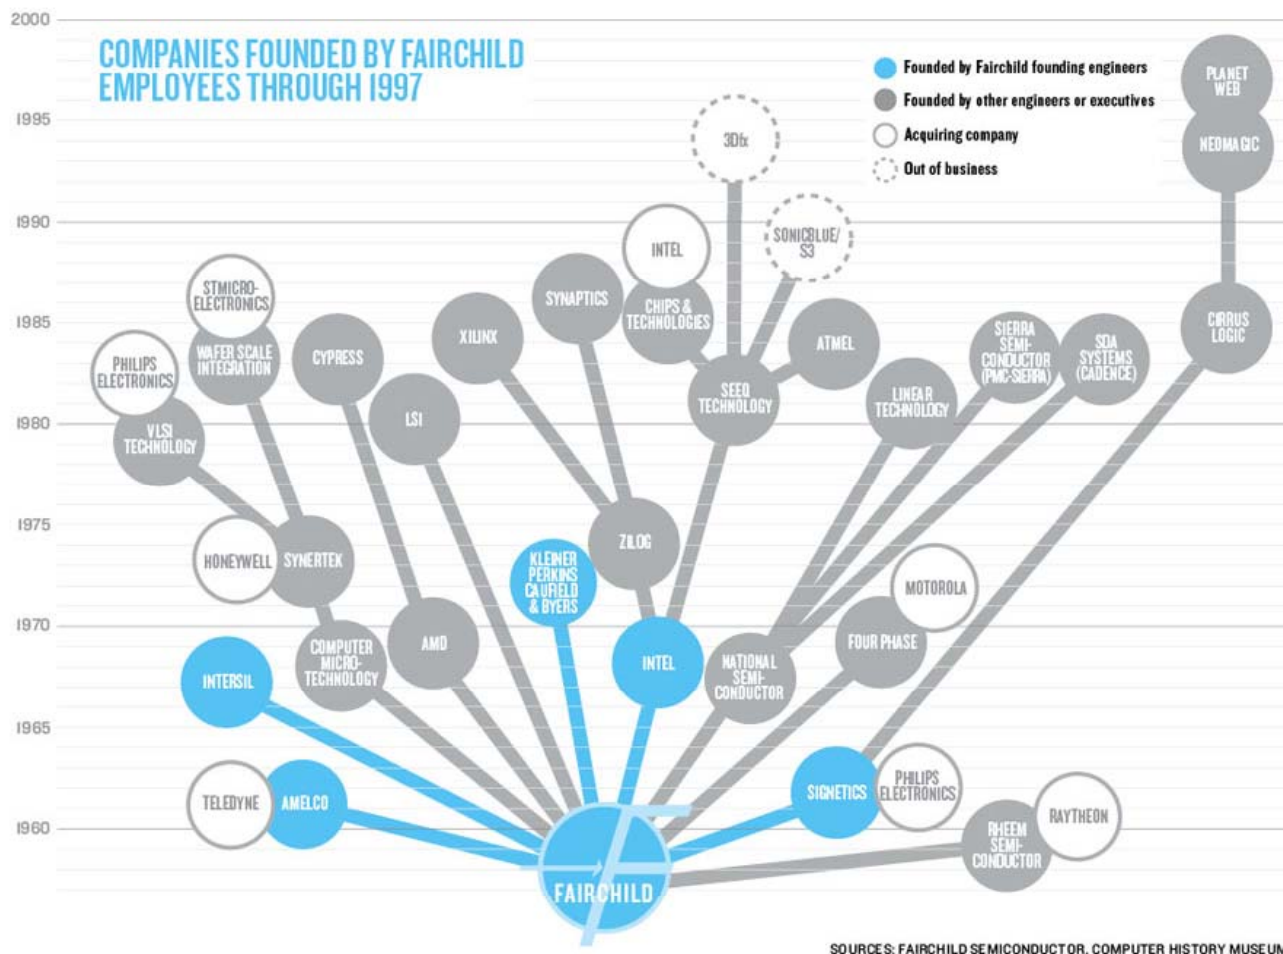 2000
COMPANIES FOUNDED BY FAIRCHILD
EMPLOYEES THROUGH 1997
Founded by Fairchild founding engineers
Founded by other engineers or executives
Acquiring company
Out of business
PLANET
WEB
1995
3Dfx
NEOMAGIC
1990
INTEL
SONICBLUE/
S3
STMICRO-
ELECTRONICS
SYNAPTICS
CHIPS &
TECHNOLOGIES
1985
XILINX
ATMEL
SIERRA
SEMI-
CONDUCTOR
(PMC-SIERRA)
SDA
SYSTEMS
(CADENCE)
CIRRUS
LOGIC
PHILIPS
ELECTRONICS
WAFER SCALE
INTEGRATION
CYPRESS
SEEQ
TECHNOLOGY
LINEAR
TECHNOLOGY
1980
VLSI
TECHNOLOGY
LSI
1975
HONEYWELL
SYNERTEK
KLEINER
PERKINS
CAUFIELD
& BYERS
ZILOG
MOTOROLA
1970
INTERSIL
COMPUTER
MICRO-
TECHNOLOGY
AMD
INTEL
NATIONAL
SEMI-
CONDUCTOR
FOUR PHASE
1965
TELEDYNE
AMELCO
SIGNETICS
PHILIPS
ELECTRONICS
1960
RHEEM
SEMI-
CONDUCTOR
RAYTHEON
FAIRCHILD
SOURCES: FAIRCHILD SEMICONDUCTOR, COMPUTER HISTORY MUSEUM